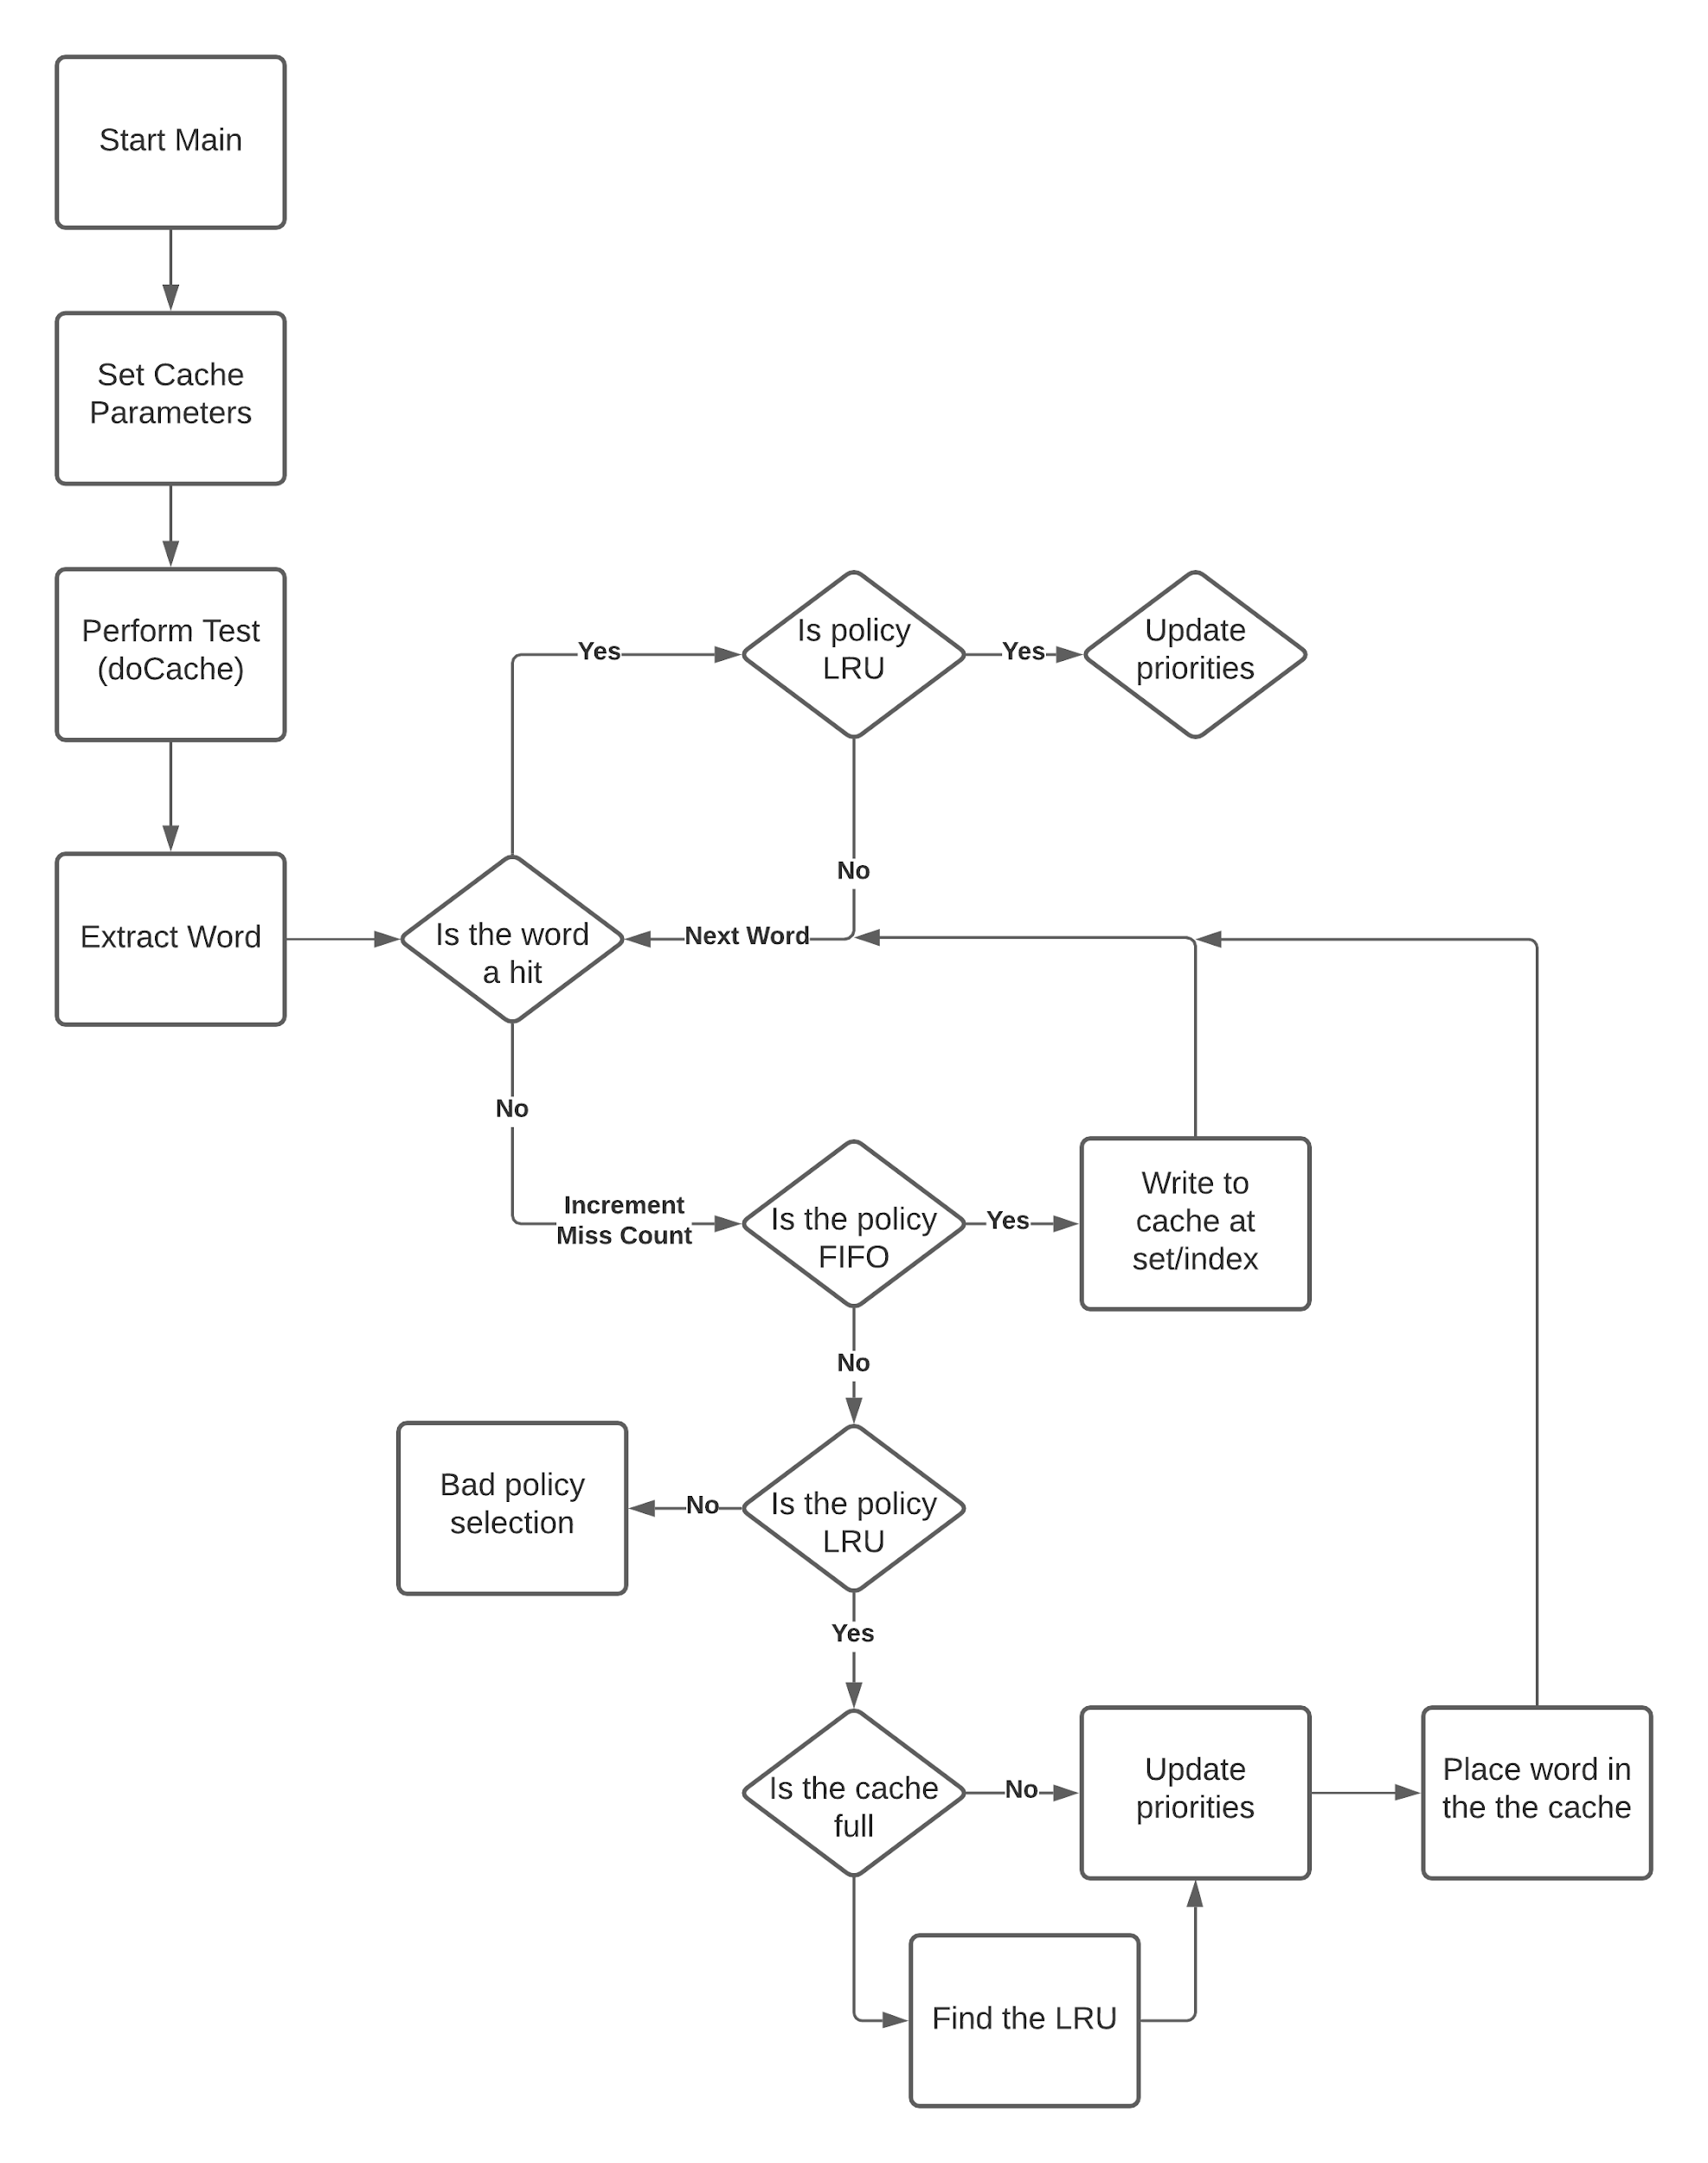 Start Main
Set Cache
Parameters
Perform Test
(doCache)
Extract Word
Is the word
a hit
Yes
Is policy
LRU
Yes
Update
priorities
No
Next Word
No
Increment
Miss Count
Is the policy
FIFO
Yes
Write to
cache at
set/index
No
Is the policy
LRU
No
Bad policy
selection
Yes
Is the cache
full
No
Update
priorities
Place word in
the the cache
Find the LRU